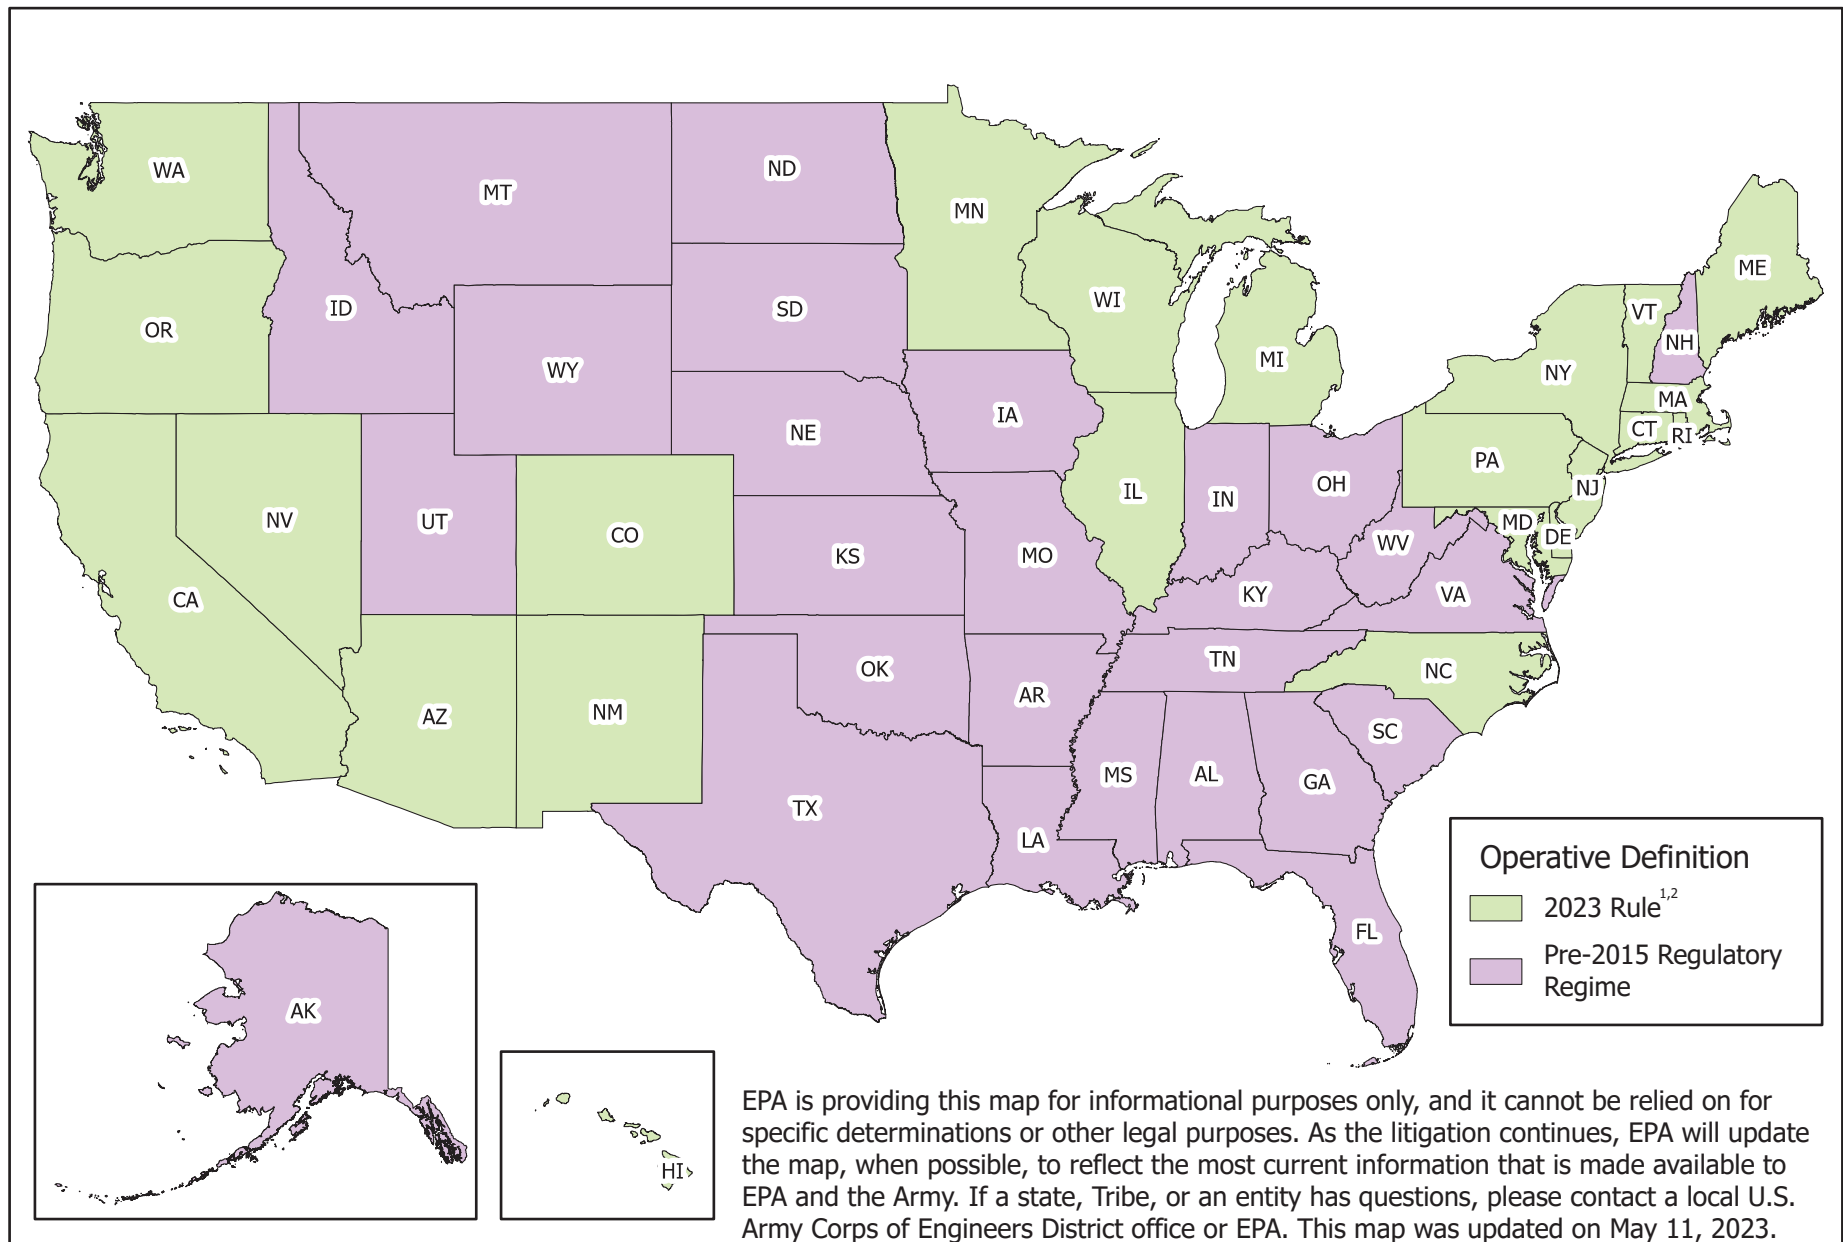 WA
MT
ND
MN
OR
ID
SD
WI
MI
ME
VT
NH
NY
WY
IA
NE
MA
CT
RI
PA
NJ
NV
UT
CO
KS
MO
IL
IN
OH
MD
DE
WV
CA
KY
VA
OK
TN
NC
AZ
NM
AR
SC
MS
AL
GA
TX
LA
FL
Operative Definition
2023 Rule1,2
Pre-2015 Regulatory
Regime
AK
HI
EPA is providing this map for informational purposes only, and it cannot be relied on for
specific determinations or other legal purposes. As the litigation continues, EPA will update
the map, when possible, to reflect the most current information that is made available to
EPA and the Army. If a state, Tribe, or an entity has questions, please contact a local U.S.
Army Corps of Engineers District office or EPA. This map was updated on May 11, 2023.